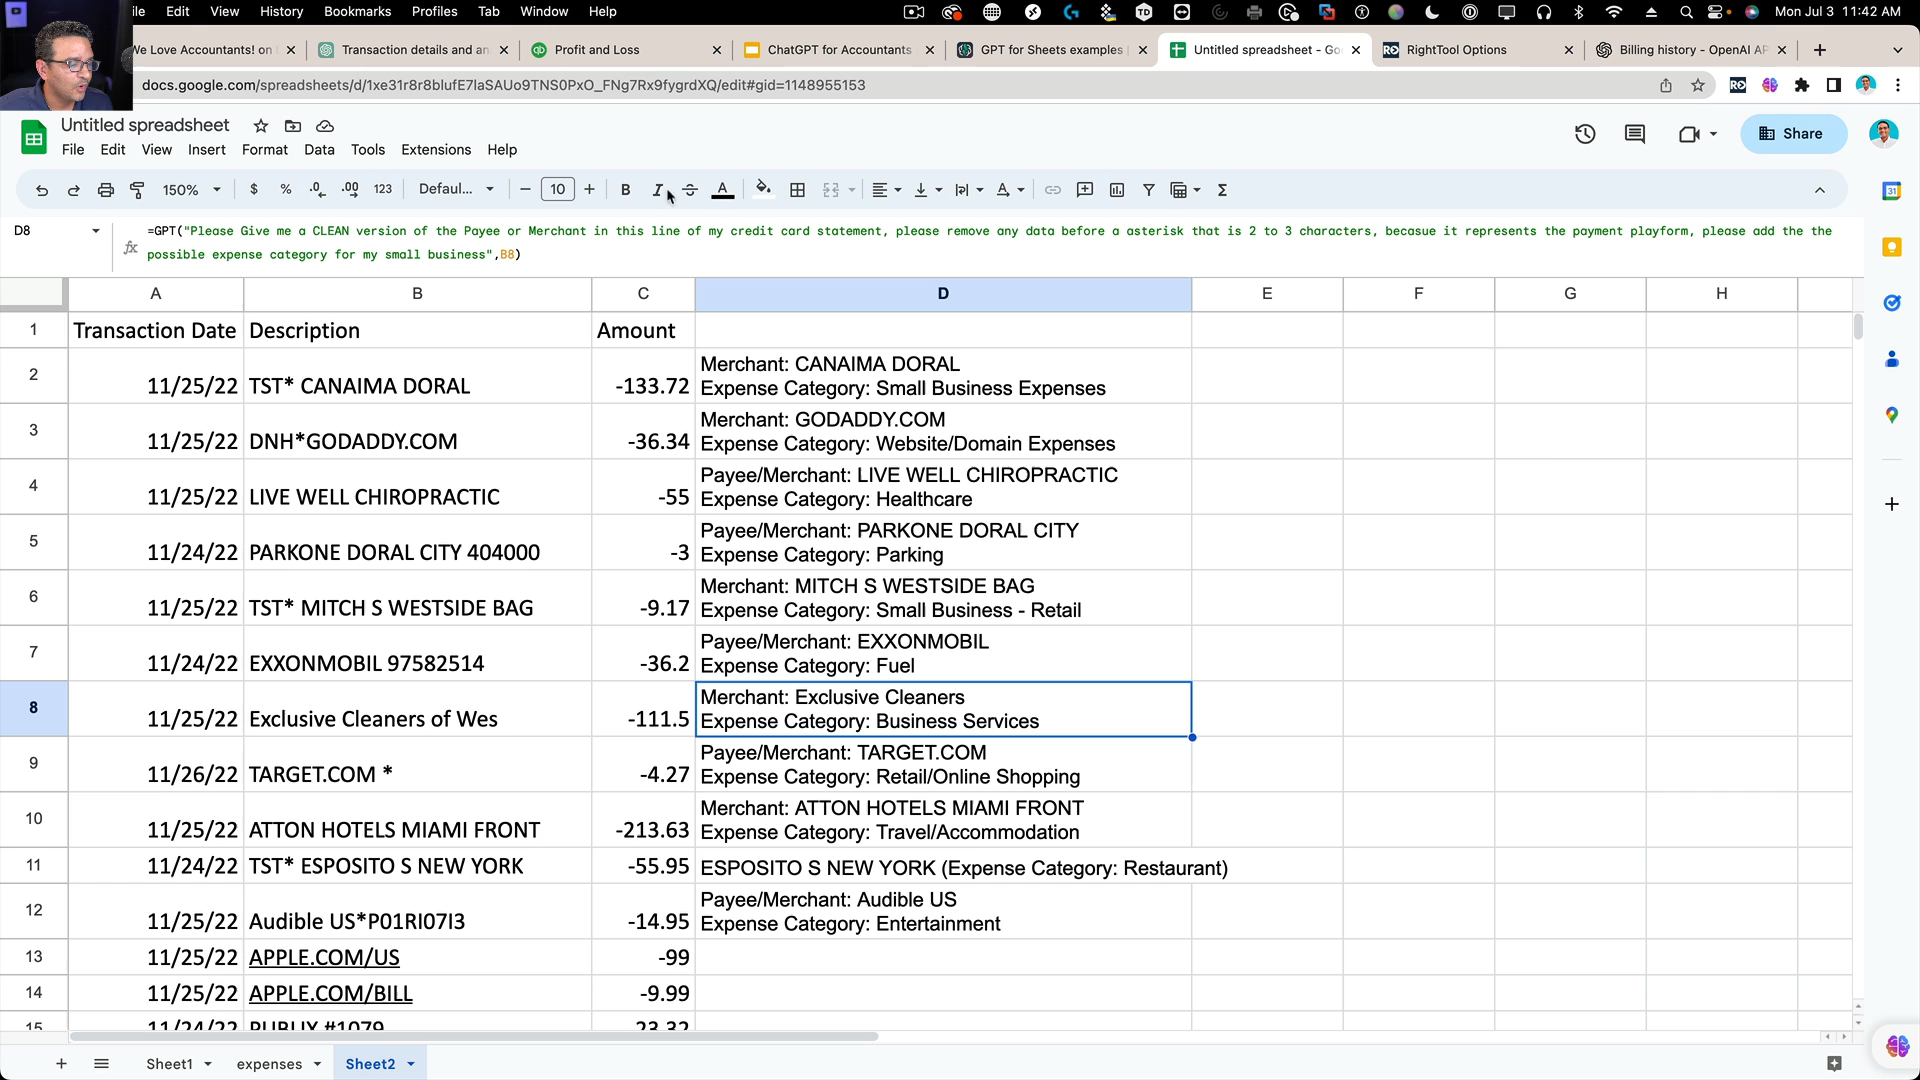 ile Edit View History Bookmarks Profiles Tab Window Help Mon Jul 3 11:42 AM
We Love Accountants! on Transaction details and an Profit and Loss ChatGPT for Accountants GPT for Sheets examples Untitled spreadsheet - Go RightTool Options Billing history - OpenAI AP
docs.google.com/spreadsheets/d/1xe31r8r8blufE7laSAUo9TNS0PxO_FNg7Rx9fygrdXQ/edit#gid=1148955153
Untitled spreadsheet
File Edit View Insert Format Data Tools Extensions Help
Share
150% $ % .0 .00 123 Defaul... 10 B I A Σ
D8
=GPT("Please Give me a CLEAN version of the Payee or Merchant in this line of my credit card statement, please remove any data before a asterisk that is 2 to 3 characters, becasue it represents the payment playform, please add the the
possible expense category for my small business",B8)
A B C D E F G H
1 Transaction Date Description Amount
2 11/25/22 TST* CANAIMA DORAL -133.72 Merchant: CANAIMA DORAL
Expense Category: Small Business Expenses
3 11/25/22 DNH*GODADDY.COM -36.34 Merchant: GODADDY.COM
Expense Category: Website/Domain Expenses
4 11/25/22 LIVE WELL CHIROPRACTIC -55 Payee/Merchant: LIVE WELL CHIROPRACTIC
Expense Category: Healthcare
5 11/24/22 PARKONE DORAL CITY 404000 -3 Payee/Merchant: PARKONE DORAL CITY
Expense Category: Parking
6 11/25/22 TST* MITCH S WESTSIDE BAG -9.17 Merchant: MITCH S WESTSIDE BAG
Expense Category: Small Business - Retail
7 11/24/22 EXXONMOBIL 97582514 -36.2 Payee/Merchant: EXXONMOBIL
Expense Category: Fuel
8 11/25/22 Exclusive Cleaners of Wes -111.5 Merchant: Exclusive Cleaners
Expense Category: Business Services
9 11/26/22 TARGET.COM * -4.27 Payee/Merchant: TARGET.COM
Expense Category: Retail/Online Shopping
10 11/25/22 ATTON HOTELS MIAMI FRONT -213.63 Merchant: ATTON HOTELS MIAMI FRONT
Expense Category: Travel/Accommodation
11 11/24/22 TST* ESPOSITO S NEW YORK -55.95 ESPOSITO S NEW YORK (Expense Category: Restaurant)
12 11/25/22 Audible US*P01RI07I3 -14.95 Payee/Merchant: Audible US
Expense Category: Entertainment
13 11/25/22 APPLE.COM/US -99
14 11/25/22 APPLE.COM/BILL -9.99
15 11/24/22 PUBLIX #1079 23.32
Sheet1 expenses Sheet2